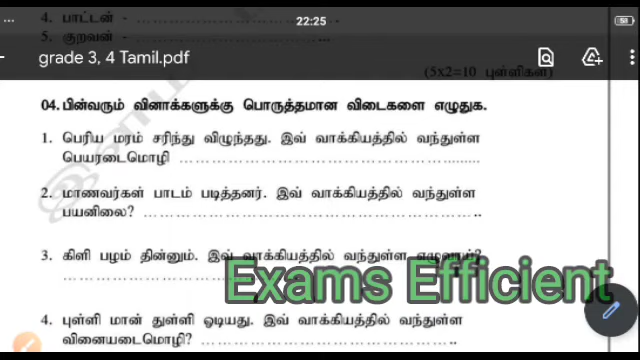 22:25
4. பாட்டன் -
5. குறவன் -
grade 3, 4 Tamil.pdf
(5x2=10 புள்ளிகள்)
04. பின்வரும் வினாக்களுக்கு பொருத்தமான விடைகளை எழுதுக.
1. பெரிய மரம் சரிந்து விழுந்தது. இவ் வாக்கியத்தில் வந்துள்ள
பெயரடைமொழி ..............................
2. மாணவர்கள் பாடம் படித்தனர். இவ் வாக்கியத்தில் வந்துள்ள
பயனிலை? ..............................
3. கிளி பழம் தின்னும். இவ் வாக்கியத்தில் வந்துள்ள எழுவாய்?
..............................
Exams Efficient
4. புள்ளி மான் துள்ளி ஓடியது. இவ் வாக்கியத்தில் வந்துள்ள
வினையடைமொழி? ..............................